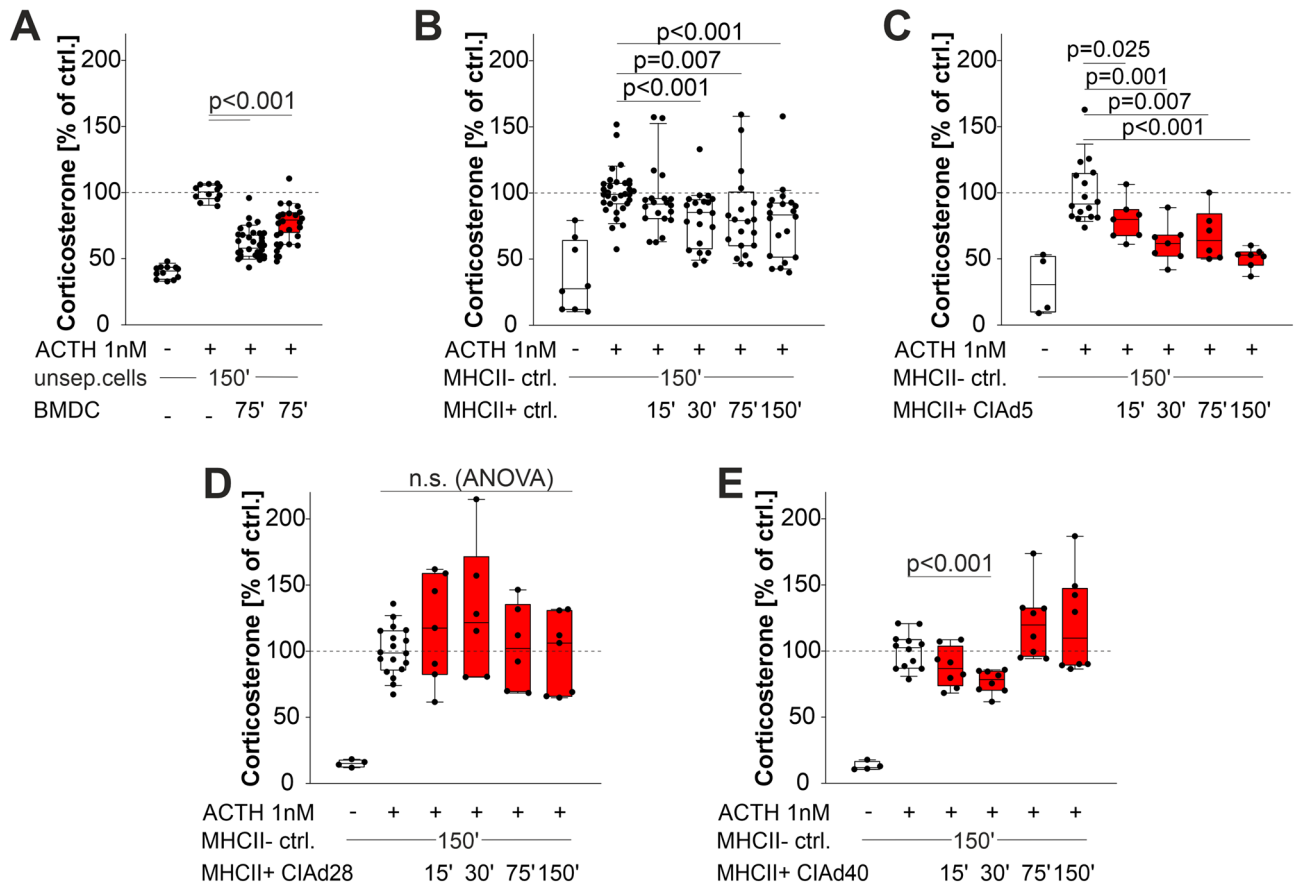 A
Corticosterone [% of ctrl.]
200
150
100
50
0
p<0.001
ACTH 1nM - + + +
unsep.cells 150'
BMDC - - 75' 75'
B
Corticosterone [% of ctrl.]
200
150
100
50
0
p<0.001
p=0.007
p<0.001
ACTH 1nM - + + + + +
MHCII- ctrl. 150'
MHCII+ ctrl. 15' 30' 75' 150'
C
Corticosterone [% of ctrl.]
200
150
100
50
0
p=0.025
p=0.001
p=0.007
p<0.001
ACTH 1nM - + + + + +
MHCII- ctrl. 150'
MHCII+ CIAd5 15' 30' 75' 150'
D
Corticosterone [% of ctrl.]
200
150
100
50
0
n.s. (ANOVA)
ACTH 1nM - + + + + +
MHCII- ctrl. 150'
MHCII+ CIAd28 15' 30' 75' 150'
E
Corticosterone [% of ctrl.]
200
150
100
50
0
p<0.001
ACTH 1nM - + + + + +
MHCII- ctrl. 150'
MHCII+ CIAd40 15' 30' 75' 150'